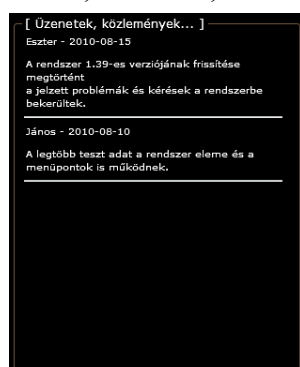 [ Üzenetek, közlemények... ]
Eszter - 2010-08-15
A rendszer 1.39-es verziójának frissítése
megtörtént
a jelzett problémák és kérések a rendszerbe
bekerültek.
János - 2010-08-10
A legtöbb teszt adat a rendszer eleme és a
menüpontok is működnek.